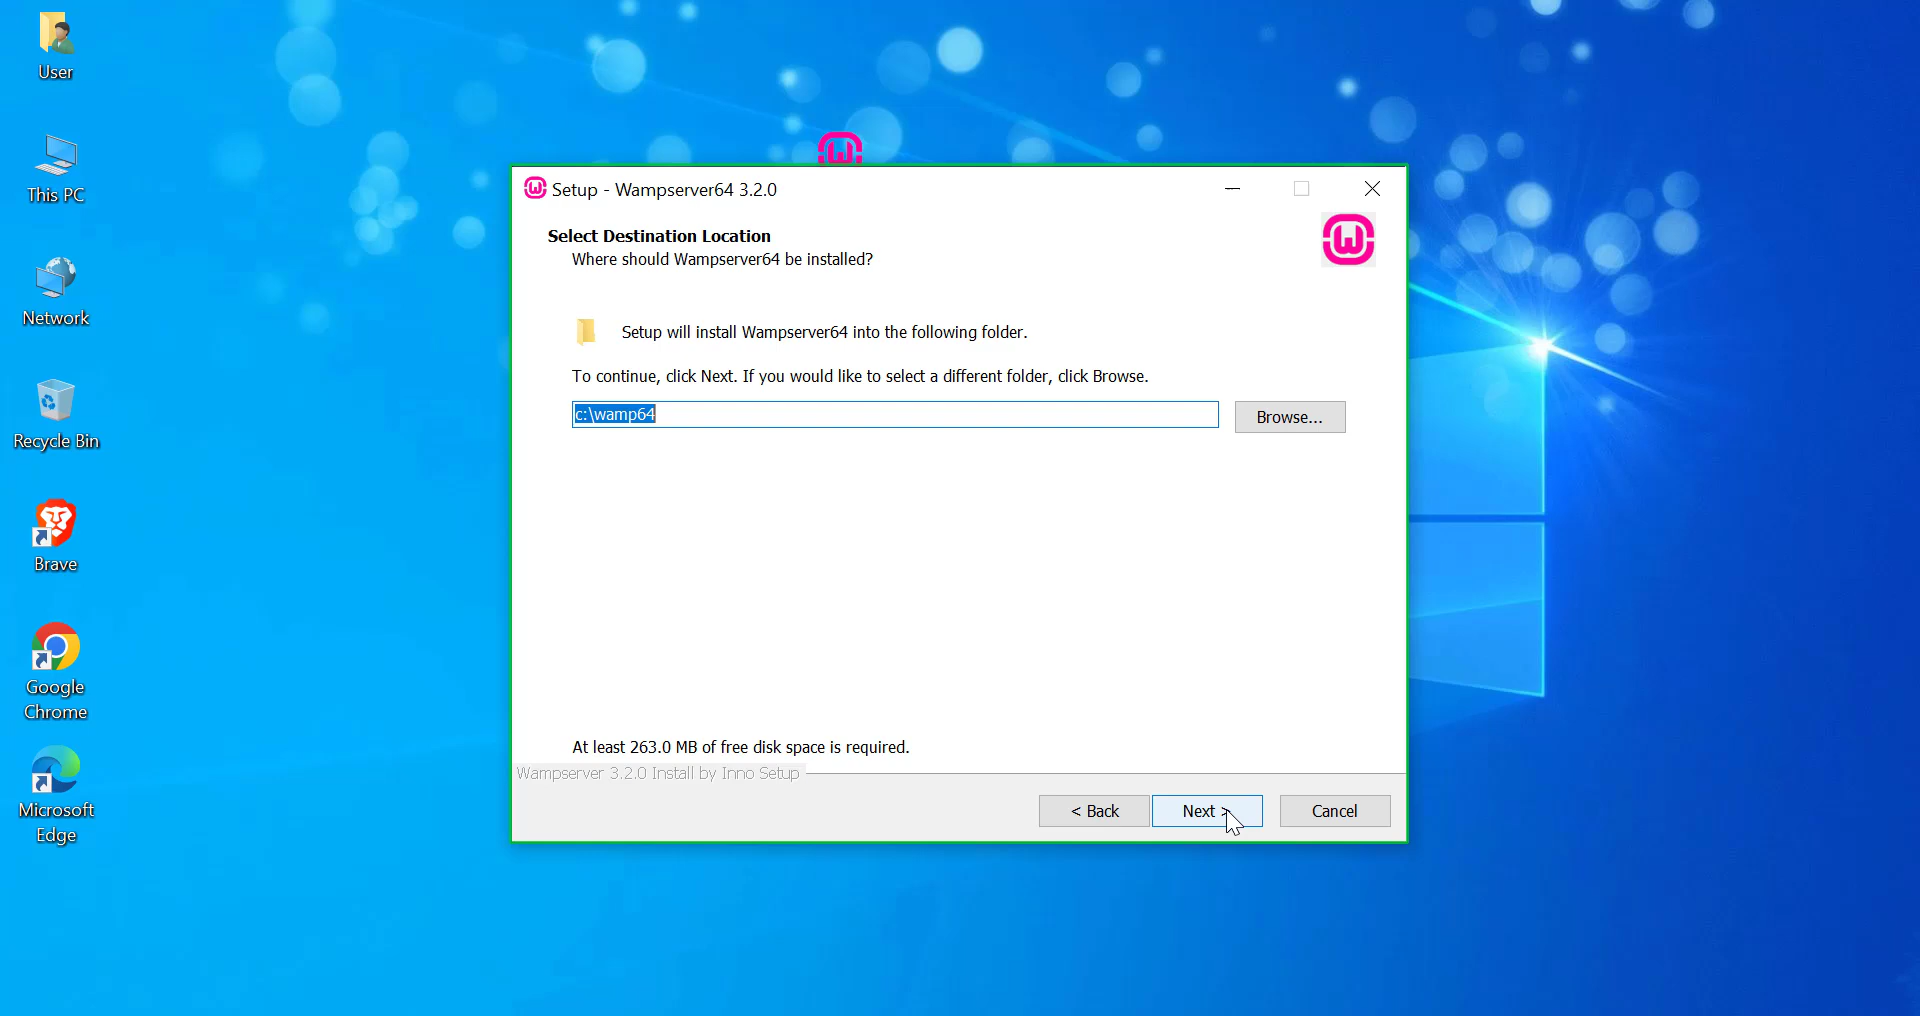 User
This PC
Network
Recycle Bin
Brave
Google
Chrome
Microsoft
Edge
Setup - Wampserver64 3.2.0
Select Destination Location
Where should Wampserver64 be installed?
Setup will install Wampserver64 into the following folder.
To continue, click Next. If you would like to select a different folder, click Browse.
c:\wamp64
Browse...
At least 263.0 MB of free disk space is required.
Wampserver 3.2.0 Install by Inno Setup
< Back
Next >
Cancel